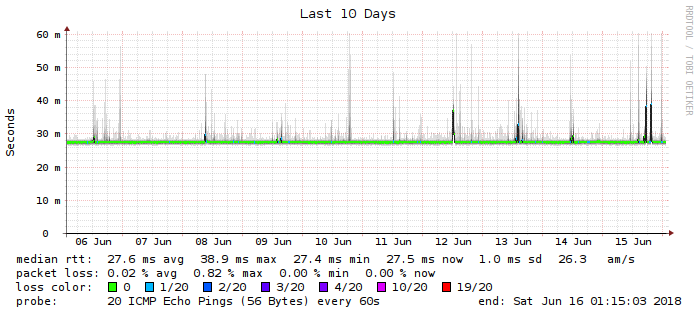 Last 10 Days
RRDTOOL / TOBI OETIKER
Seconds
60 m
50 m
40 m
30 m
20 m
10 m
0
06 Jun 07 Jun 08 Jun 09 Jun 10 Jun 11 Jun 12 Jun 13 Jun 14 Jun 15 Jun
median rtt: 27.6 ms avg 38.9 ms max 27.4 ms min 27.5 ms now 1.0 ms sd 26.3 am/s
packet loss: 0.02 % avg 0.82 % max 0.00 % min 0.00 % now
loss color: 0 1/20 2/20 3/20 4/20 10/20 19/20
probe: 20 ICMP Echo Pings (56 Bytes) every 60s end: Sat Jun 16 01:15:03 2018